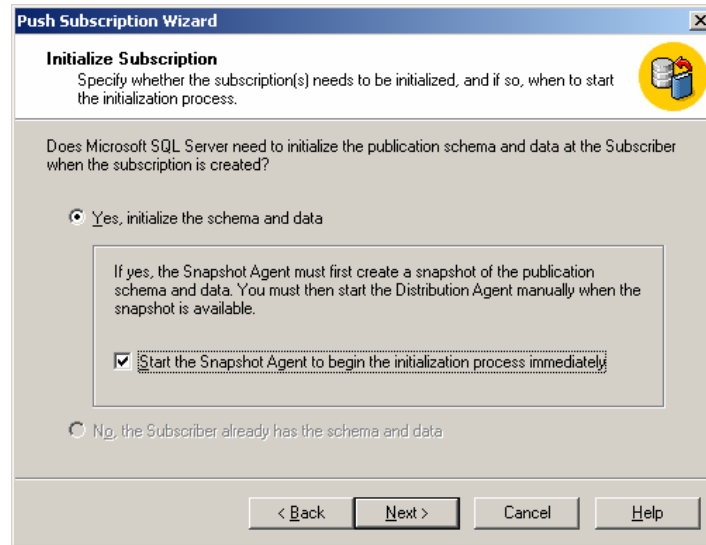 Push Subscription Wizard
Initialize Subscription
Specify whether the subscription(s) needs to be initialized, and if so, when to start
the initialization process.
Does Microsoft SQL Server need to initialize the publication schema and data at the Subscriber
when the subscription is created?
Yes, initialize the schema and data
If yes, the Snapshot Agent must first create a snapshot of the publication
schema and data. You must then start the Distribution Agent manually when the
snapshot is available.
Start the Snapshot Agent to begin the initialization process immediately
No, the Subscriber already has the schema and data
< Back Next > Cancel Help